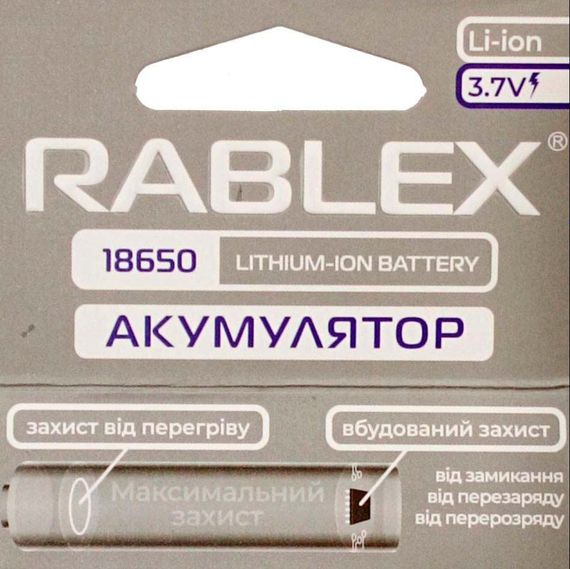 Li-ion
3.7V
RABLEX®
18650 LITHIUM-ION BATTERY
АКУМУЛЯТОР
захист від перегріву
вбудований захист
Максимальний
захист
від замикання
від перезаряду
від перерозряду